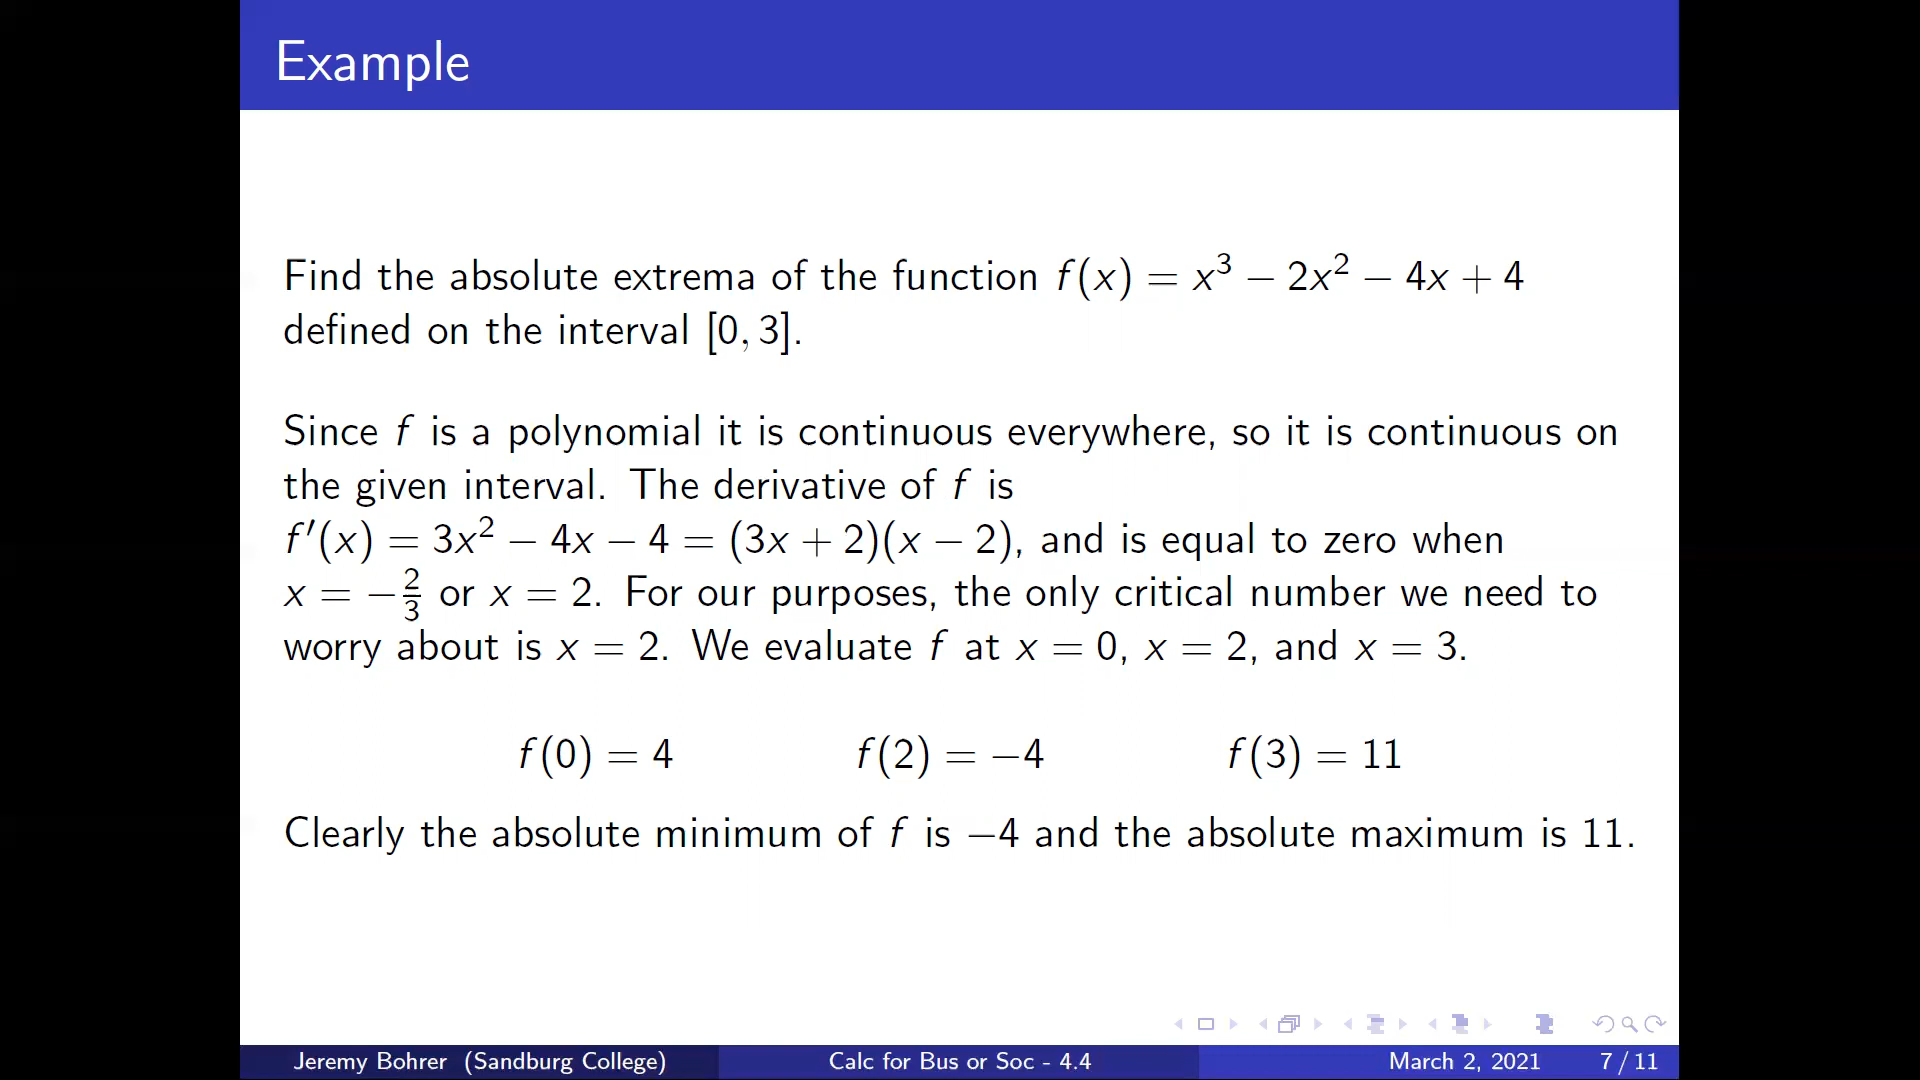 Example
Find the absolute extrema of the function f(x) = x³ − 2x² − 4x + 4
defined on the interval [0, 3].
Since f is a polynomial it is continuous everywhere, so it is continuous on
the given interval. The derivative of f is
f′(x) = 3x² − 4x − 4 = (3x + 2)(x − 2), and is equal to zero when
x = −2/3 or x = 2. For our purposes, the only critical number we need to
worry about is x = 2. We evaluate f at x = 0, x = 2, and x = 3.
f(0) = 4 f(2) = −4 f(3) = 11
Clearly the absolute minimum of f is −4 and the absolute maximum is 11.
Jeremy Bohrer (Sandburg College) Calc for Bus or Soc - 4.4 March 2, 2021 7 / 11